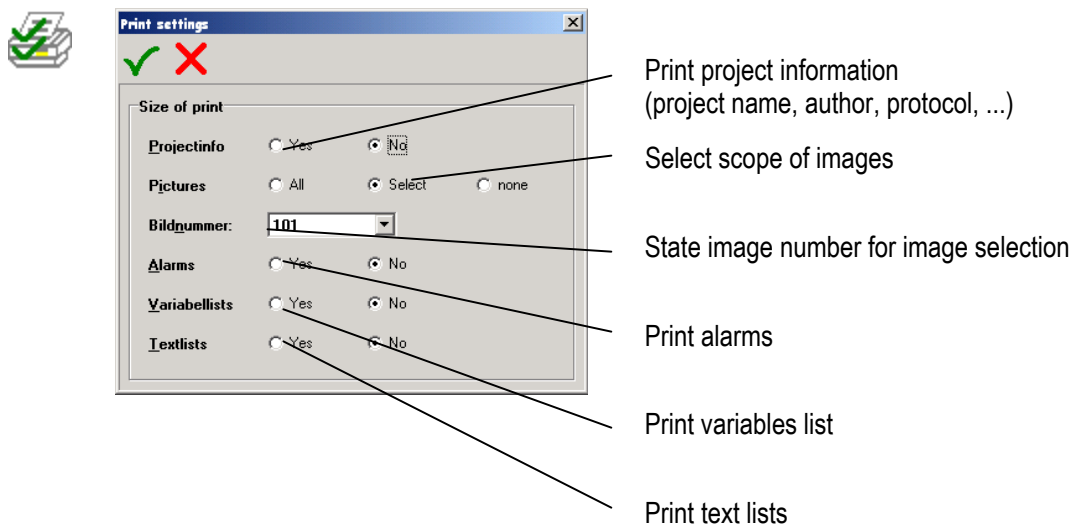 Print settings
Size of print
Projectinfo Yes No
Pictures All Select none
Bildnummer: 101
Alarms Yes No
Variabellists Yes No
Textlists Yes No
Print project information
(project name, author, protocol, ...)
Select scope of images
State image number for image selection
Print alarms
Print variables list
Print text lists